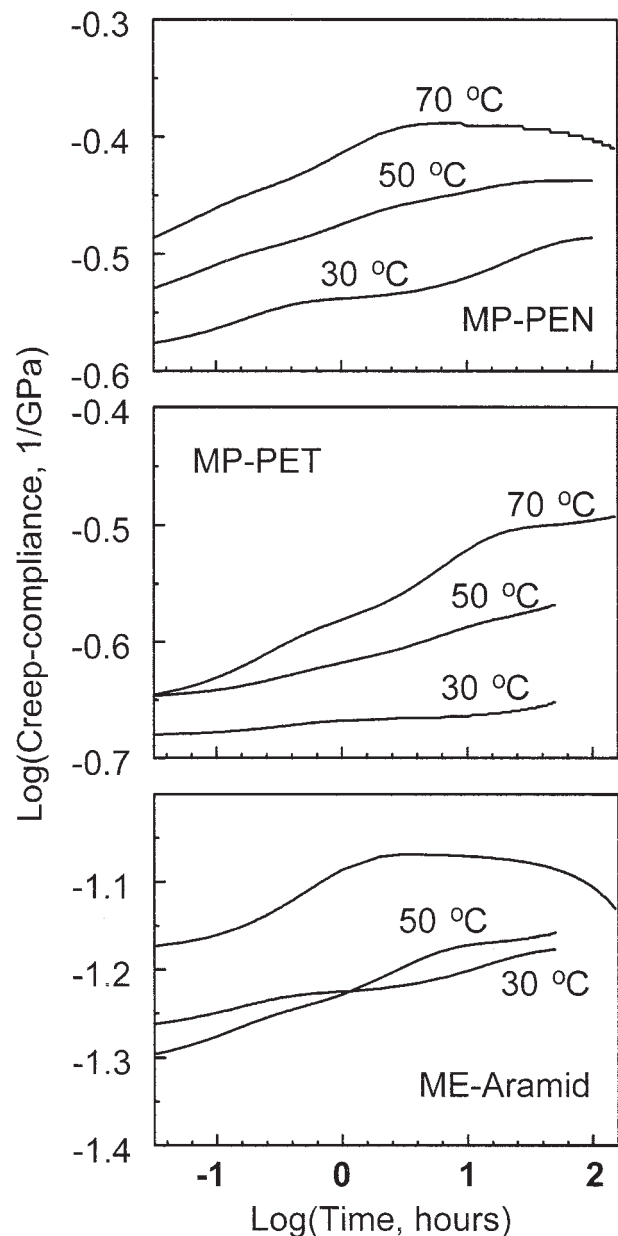 Log(Creep-compliance, 1/GPa)
-0.3
-0.4
-0.5
-0.6
70 °C
50 °C
30 °C
MP-PEN
-0.4
-0.5
-0.6
-0.7
MP-PET
70 °C
50 °C
30 °C
-1.1
-1.2
-1.3
-1.4
50 °C
30 °C
ME-Aramid
-1 0 1 2
Log(Time, hours)